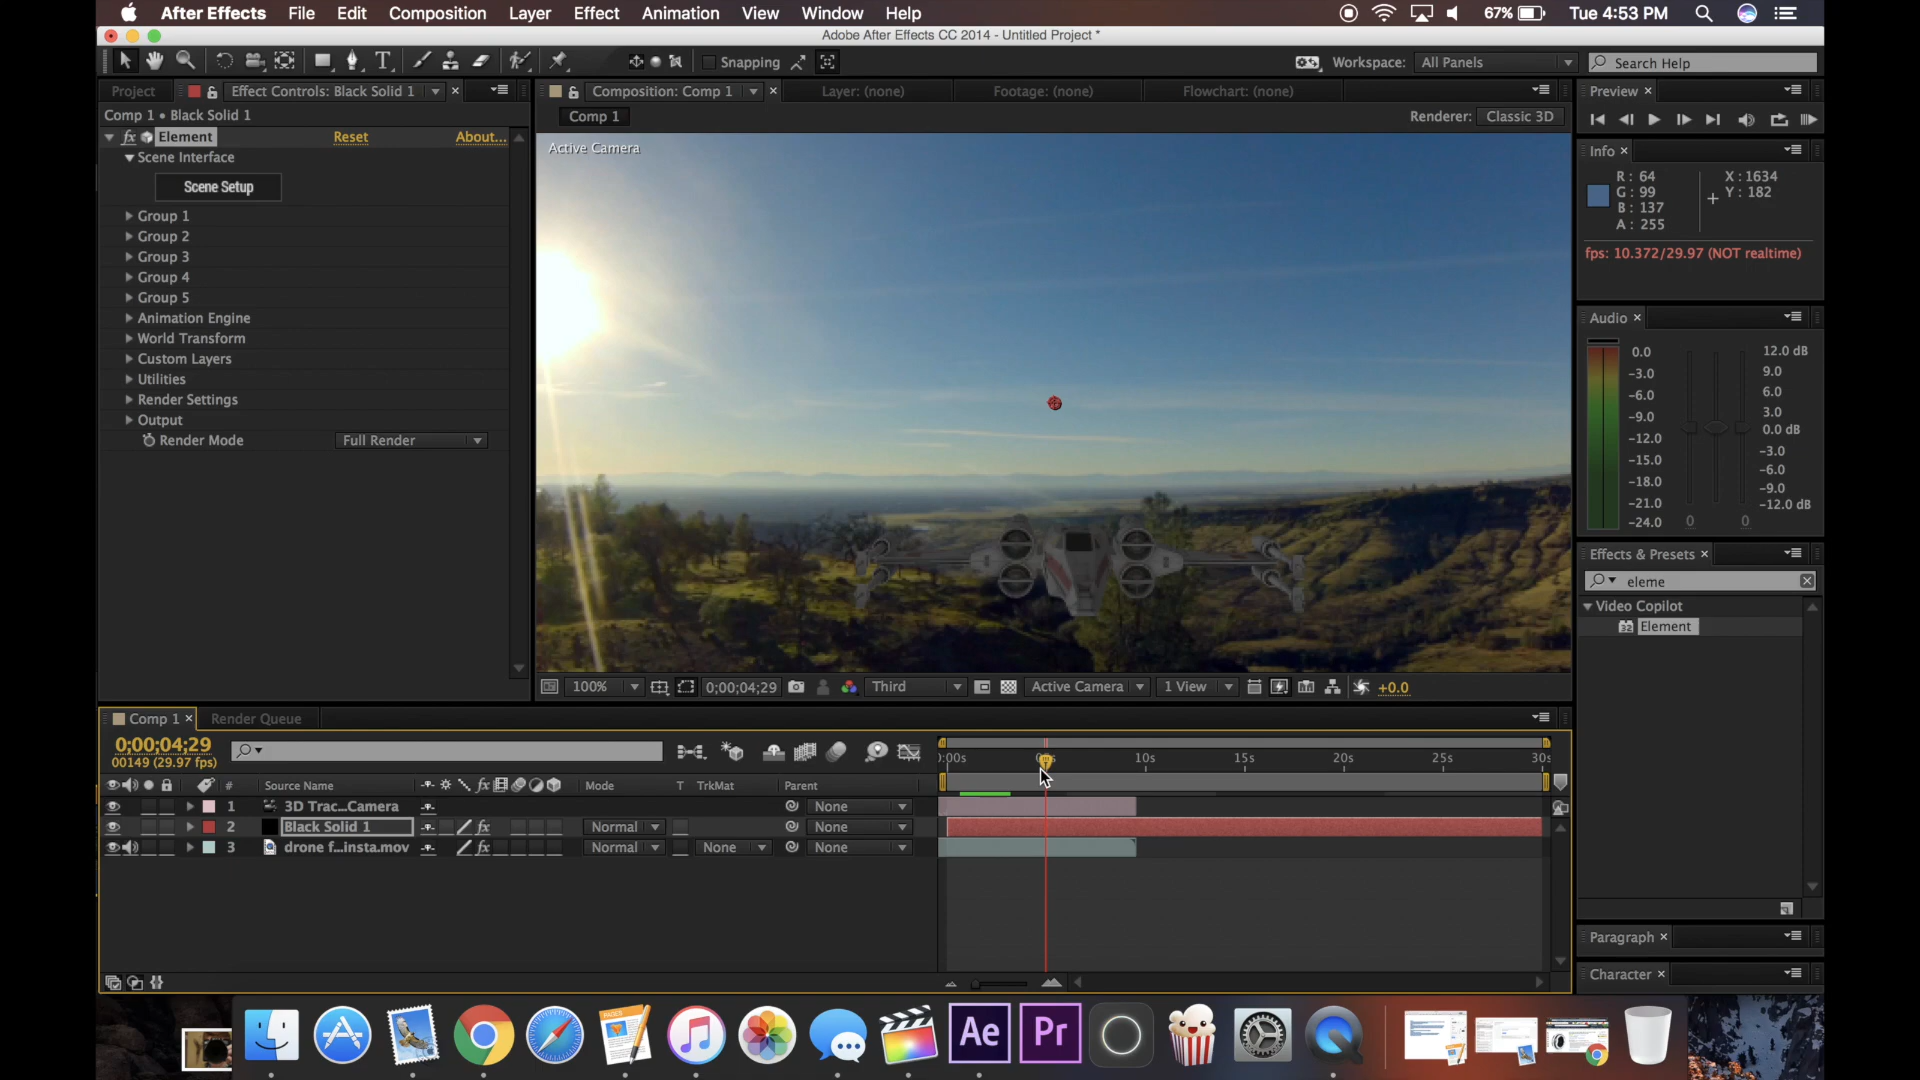 After Effects File Edit Composition Layer Effect Animation View Window Help 67% Tue 4:53 PM
Adobe After Effects CC 2014 - Untitled Project *
T Snapping Workspace: All Panels Search Help
Project Effect Controls: Black Solid 1 × Composition: Comp 1 × Layer: (none) Footage: (none) Flowchart: (none) Preview ×
Comp 1 • Black Solid 1 Comp 1 Renderer: Classic 3D
fx Element Reset About...
Active Camera
Scene Interface
Scene Setup
Group 1
Group 2
Group 3
Group 4
Group 5
Animation Engine
World Transform
Custom Layers
Utilities
Render Settings
Output
Render Mode Full Render
100% 0;00;04;29 Third Active Camera 1 View +0.0
Info ×
R : 64 X : 1634
G : 99 Y : 182
B : 137
A : 255
fps: 10.372/29.97 (NOT realtime)
Audio ×
0.0 12.0 dB
-3.0 9.0
-6.0 6.0
-9.0 3.0
-12.0 0.0 dB
-15.0 -3.0
-18.0 -6.0
-21.0 -9.0
-24.0 -12.0 dB
0 0
Effects & Presets ×
eleme
Video Copilot
32 Element
Paragraph ×
Character ×
Comp 1 × Render Queue
0;00;04;29
00149 (29.97 fps)
:00s 10s 15s 20s 25s 30s
# Source Name fx Mode T TrkMat Parent
1 3D Trac...Camera None
2 Black Solid 1 fx Normal None
3 drone f...insta.mov fx Normal None None
PAGES Ae Pr